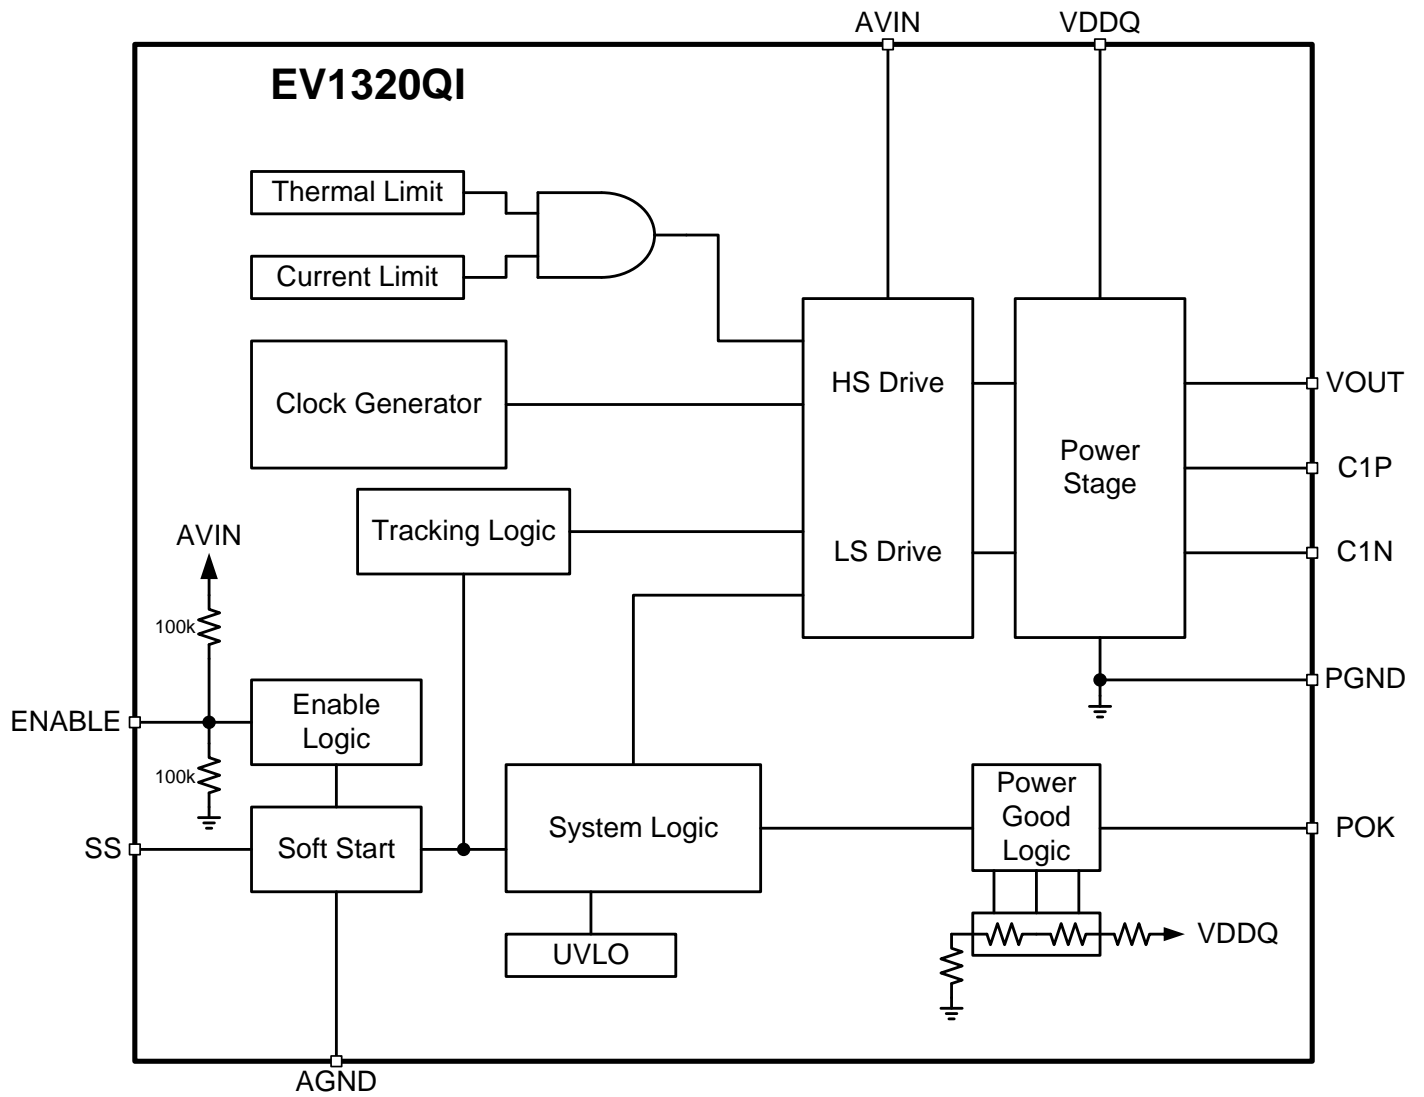 AVIN
VDDQ
EV1320QI
Thermal Limit
Current Limit
Clock Generator
HS Drive
VOUT
Power
Stage
C1P
Tracking Logic
LS Drive
C1N
AVIN
100k
Enable
Logic
PGND
ENABLE
100k
Power
Good
Logic
System Logic
POK
Soft Start
SS
UVLO
VDDQ
AGND